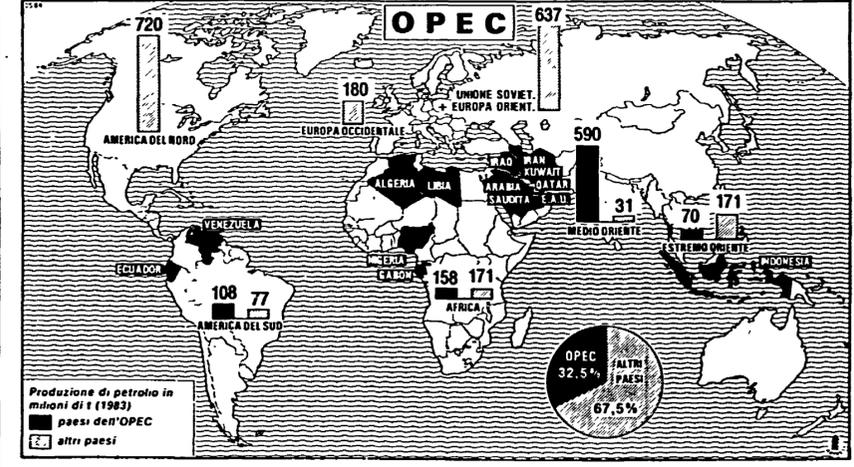 OPEC
720
AMERICA DEL NORD
180
EUROPA OCCIDENTALE
637
UNIONE SOVIET.
+ EUROPA ORIENT.
590
31
MEDIO ORIENTE
IRAQ
IRAN
KUWAIT
QATAR
ARABIA
SAUDITA
E.A.U.
ALGERIA
LIBIA
70
171
ESTREMO ORIENTE
INDONESIA
VENEZUELA
ECUADOR
NIGERIA
GABON
158
171
AFRICA
108
77
AMERICA DEL SUD
OPEC
32,5%
ALTRI
PAESI
67,5%
Produzione di petrolio in
milioni di t (1983)
paesi dell'OPEC
altri paesi